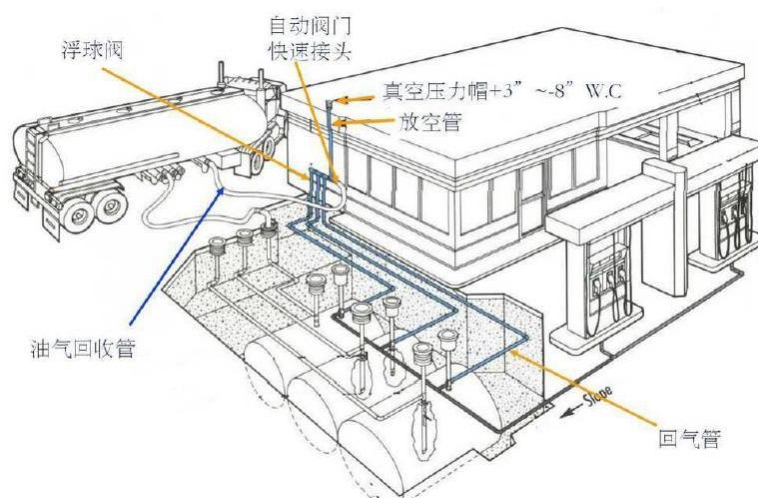 自动阀门
快速接头
浮球阀
真空压力帽+3” ~-8” W.C
放空管
油气回收管
Slope
回气管